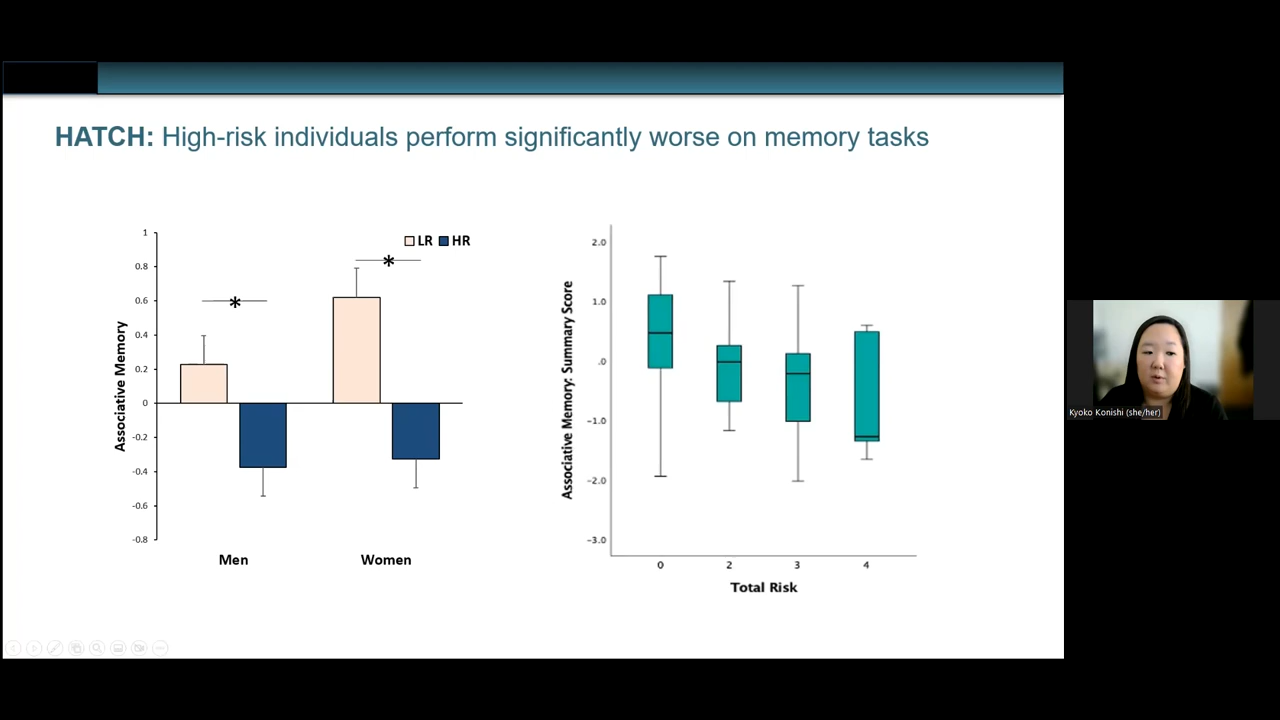 HATCH: High-risk individuals perform significantly worse on memory tasks
LR HR
Associative Memory
1
0.8
0.6
0.4
0.2
0
-0.2
-0.4
-0.6
-0.8
*
*
Men Women
Associative Memory: Summary Score
2.0
1.0
.0
-1.0
-2.0
-3.0
0 2 3 4
Total Risk
Kyoko Konishi (she/her)